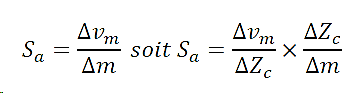 S_a = Δv_m/Δm soit S_a = Δv_m/ΔZ_c × ΔZ_c/Δm